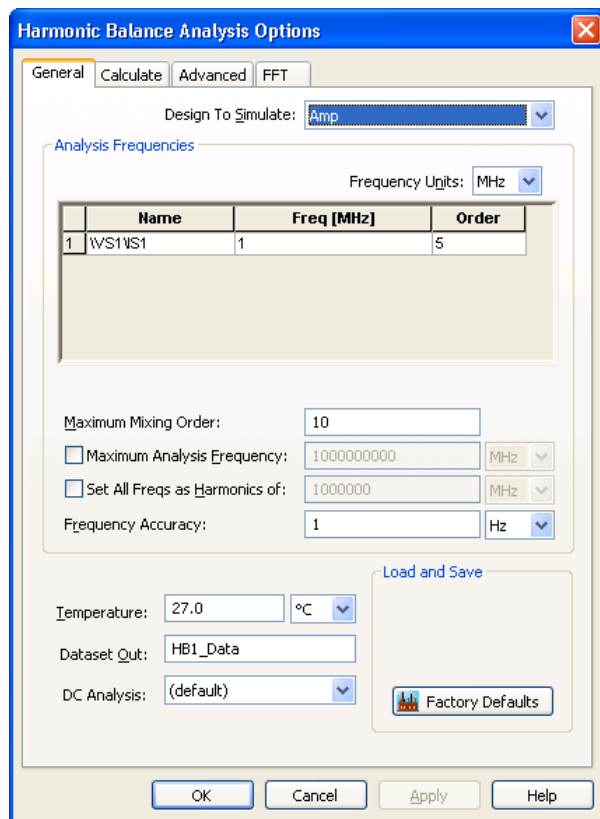 Harmonic Balance Analysis Options
General Calculate Advanced FFT
Design To Simulate: Amp
Analysis Frequencies
Frequency Units: MHz
Name Freq [MHz] Order
1 \VS1\IS1 1 5
Maximum Mixing Order: 10
Maximum Analysis Frequency: 1000000000 MHz
Set All Freqs as Harmonics of: 1000000 MHz
Frequency Accuracy: 1 Hz
Load and Save
Temperature: 27.0 °C
Dataset Out: HB1_Data
DC Analysis: (default)
Factory Defaults
OK Cancel Apply Help